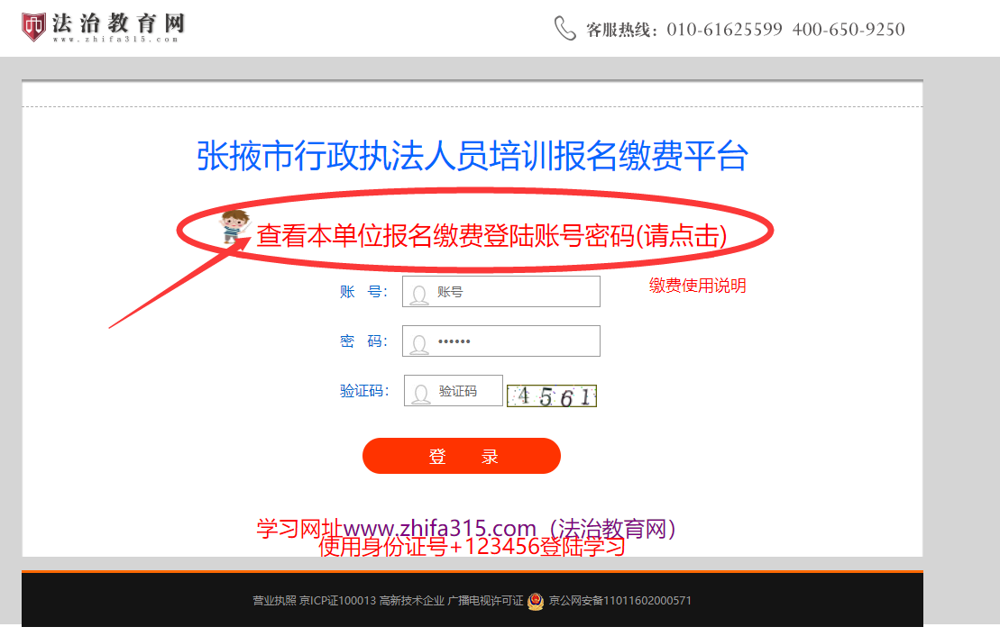 法治教育网
www.zhifa315.com
客服热线：010-61625599 400-650-9250
张掖市行政执法人员培训报名缴费平台
查看本单位报名缴费登陆账号密码(请点击)
缴费使用说明
账 号： 账号
密 码： ••••••
验证码： 验证码 4561
登 录
学习网址www.zhifa315.com（法治教育网）
使用身份证号+123456登陆学习
营业执照 京ICP证100013 高新技术企业 广播电视许可证 京公网安备11011602000571